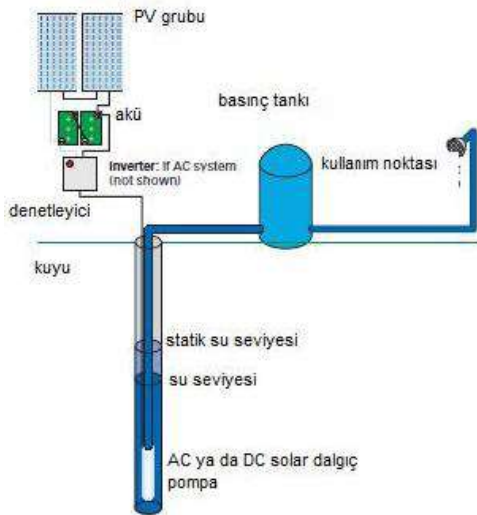 PV grubu
akü
basınç tankı
Inverter: If AC system
(not shown)
kullanım noktası
denetleyici
kuyu
statik su seviyesi
su seviyesi
AC ya da DC solar dalgıç
pompa